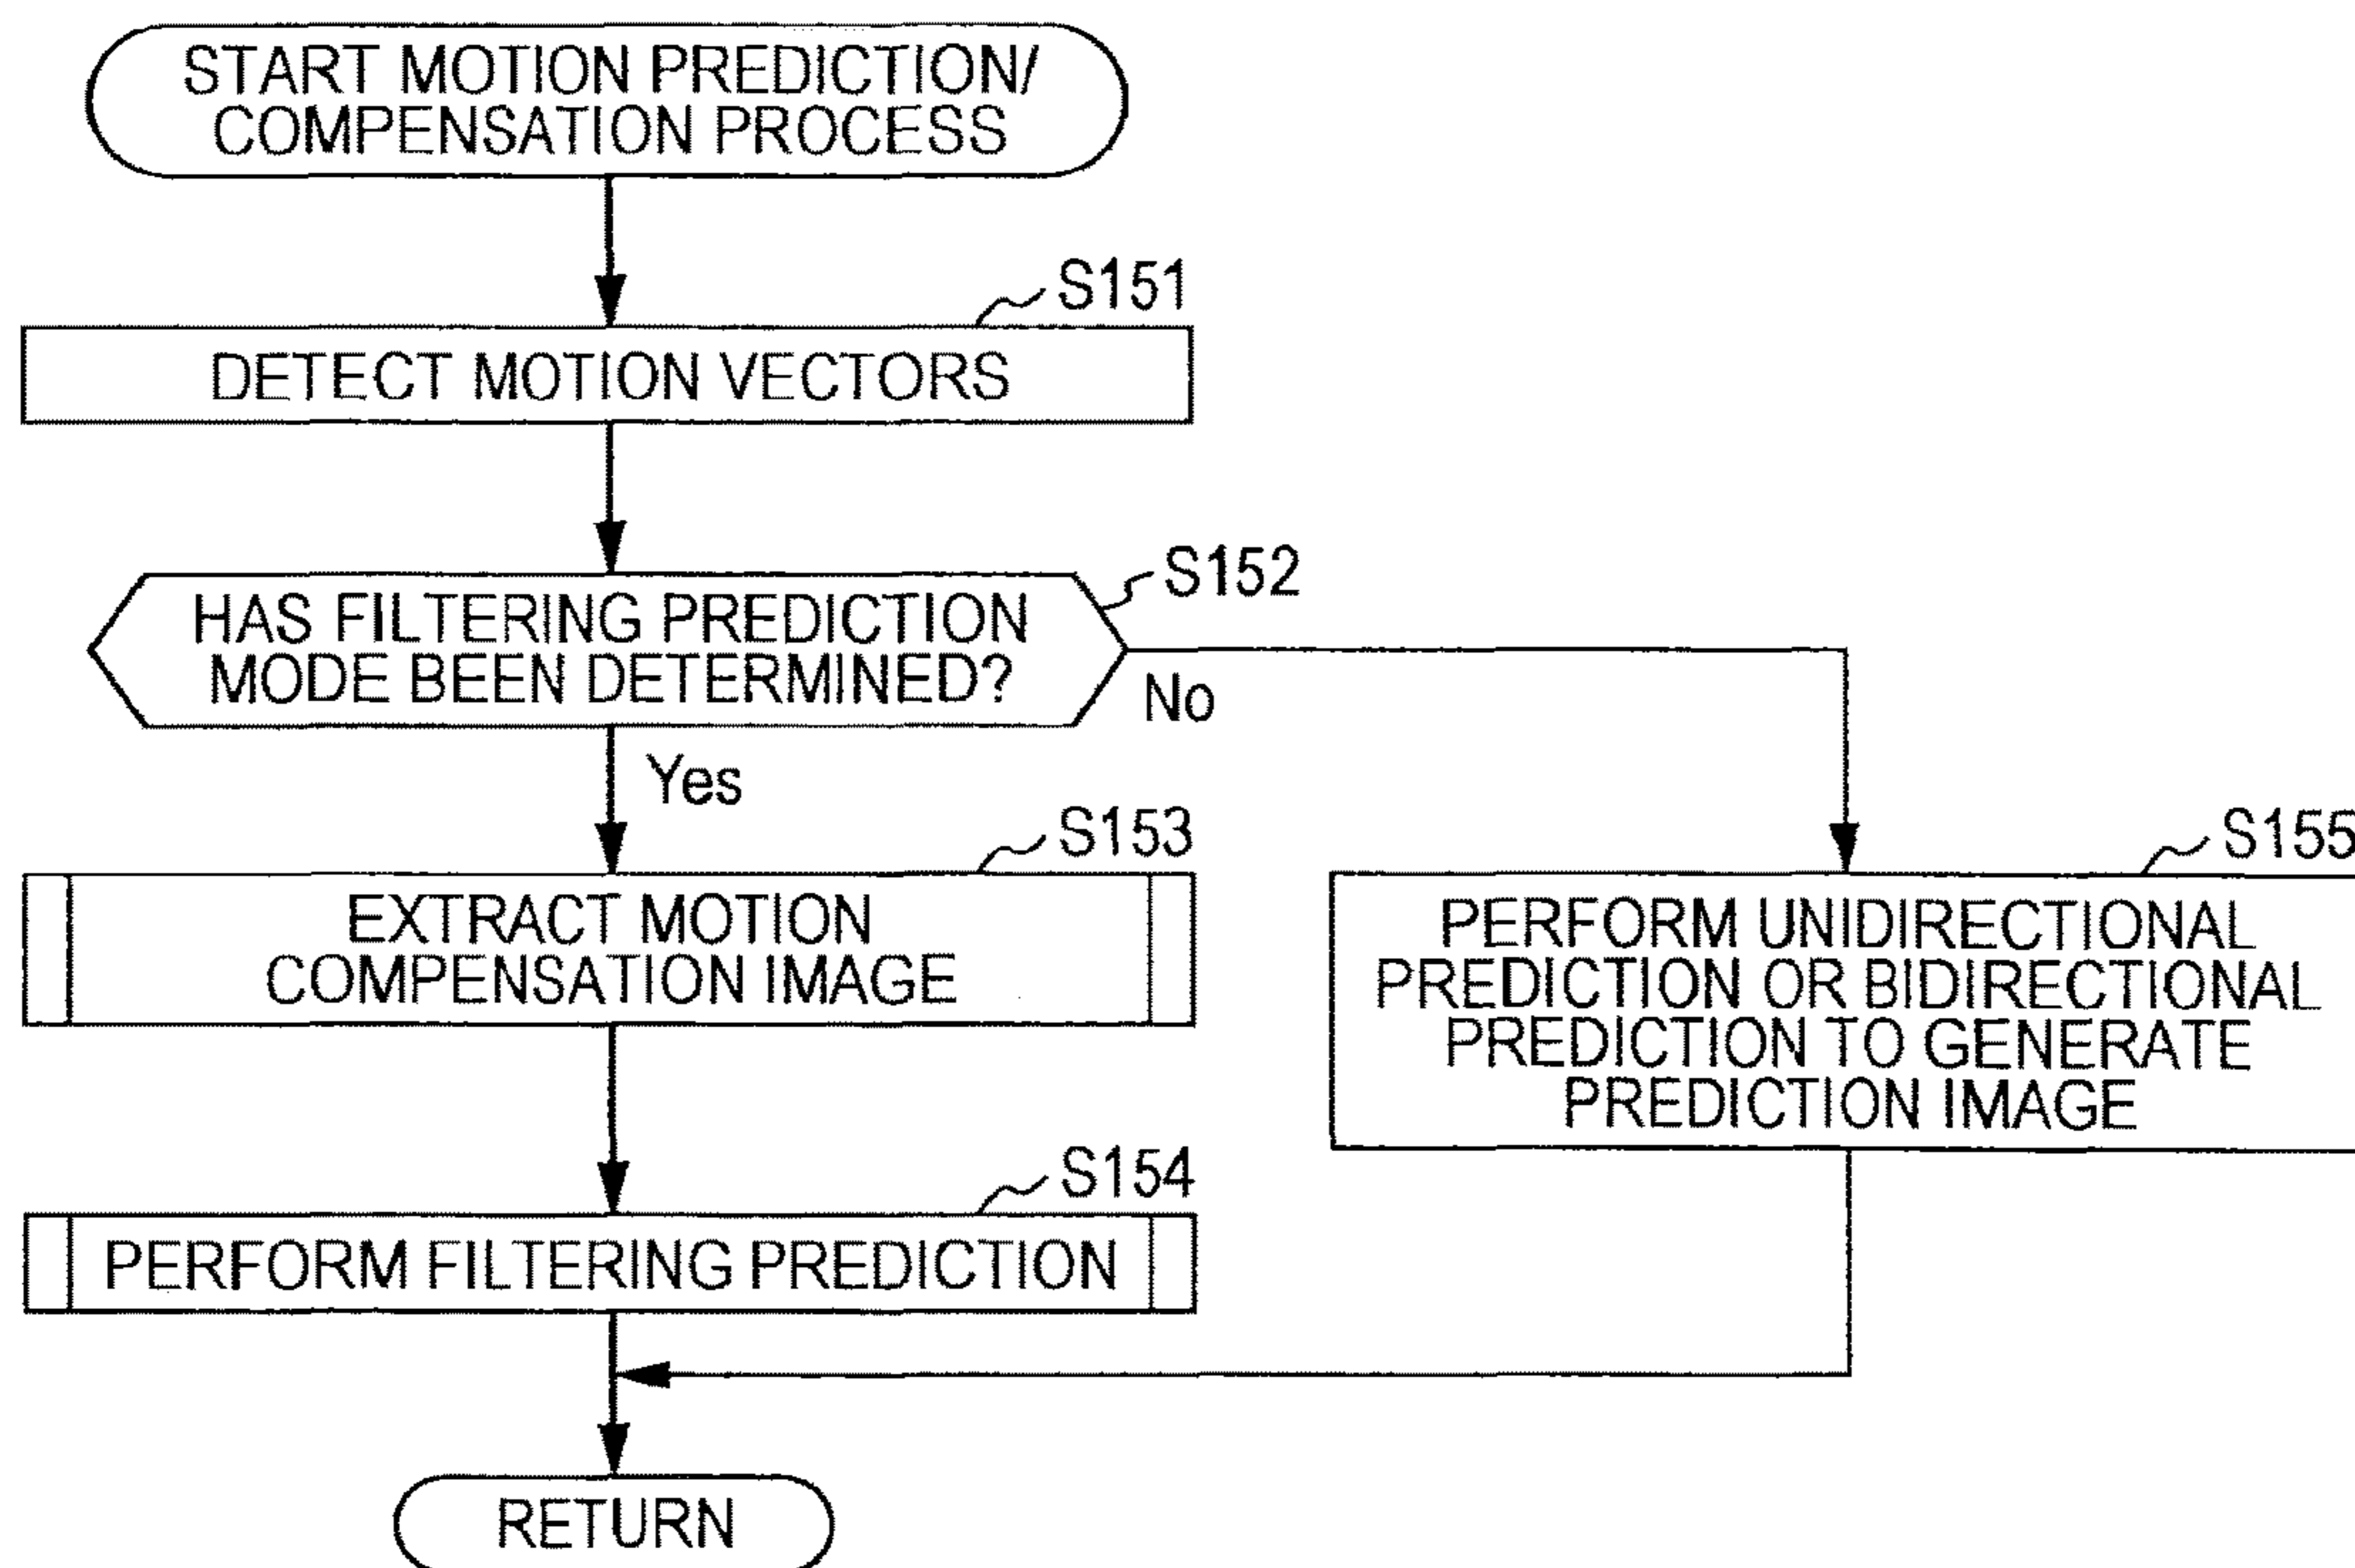 START MOTION PREDICTION/
COMPENSATION PROCESS
S151
DETECT MOTION VECTORS
S152
HAS FILTERING PREDICTION
MODE BEEN DETERMINED?
No
Yes
S153
EXTRACT MOTION
COMPENSATION IMAGE
S155
PERFORM UNIDIRECTIONAL
PREDICTION OR BIDIRECTIONAL
PREDICTION TO GENERATE
PREDICTION IMAGE
S154
PERFORM FILTERING PREDICTION
RETURN